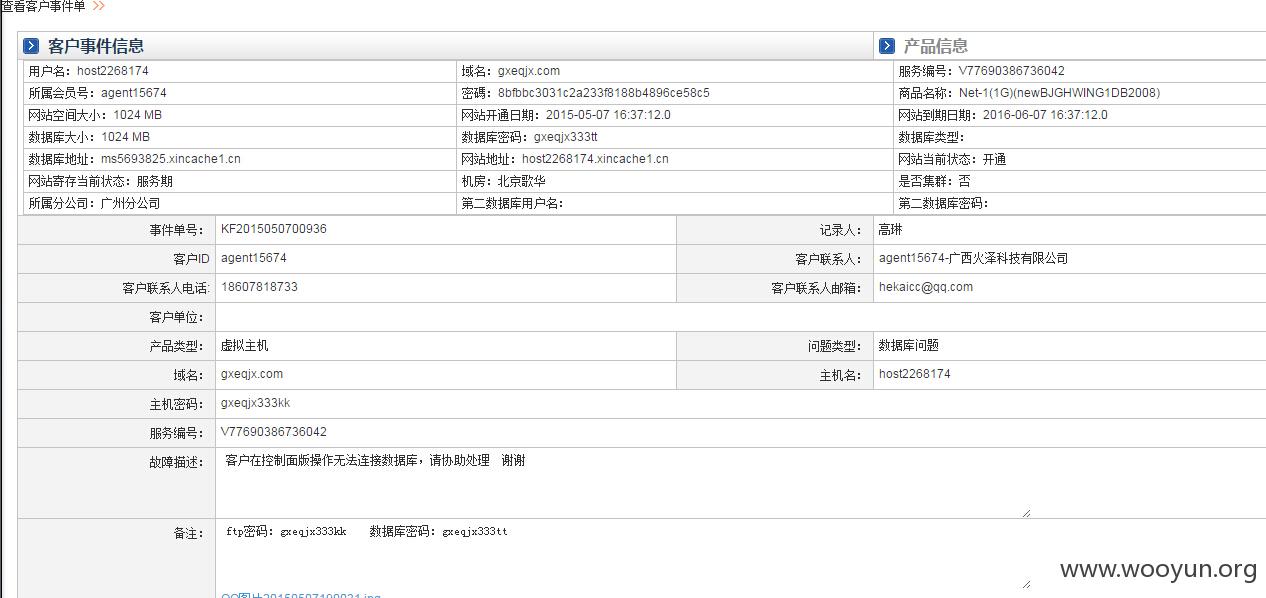 查看客户事件单 >>
客户事件信息 产品信息
用户名：host2268174 域名：gxeqjx.com 服务编号：V77690386736042
所属会员号：agent15674 密碼：8bfbbc3031c2a233f8188b4896ce58c5 商品名称：Net-1(1G)(newBJGHWING1DB2008)
网站空间大小：1024 MB 网站开通日期：2015-05-07 16:37:12.0 网站到期日期：2016-06-07 16:37:12.0
数据库大小：1024 MB 数据库密码：gxeqjx333tt 数据库类型：
数据库地址：ms5693825.xincache1.cn 网站地址：host2268174.xincache1.cn 网站当前状态：开通
网站寄存当前状态：服务期 机房：北京歌华 是否集群：否
所属分公司：广州分公司 第二数据库用户名： 第二数据库密码：
事件单号： KF2015050700936 记录人： 高琳
客户ID agent15674 客户联系人： agent15674-广西火泽科技有限公司
客户联系人电话: 18607818733 客户联系人邮箱： hekaicc@qq.com
客户单位：
产品类型： 虚拟主机 问题类型： 数据库问题
域名： gxeqjx.com 主机名： host2268174
主机密码： gxeqjx333kk
服务编号： V77690386736042
故障描述： 客户在控制面版操作无法连接数据库，请协助处理 谢谢
备注： ftp密码：gxeqjx333kk 数据库密码：gxeqjx333tt
www.wooyun.org